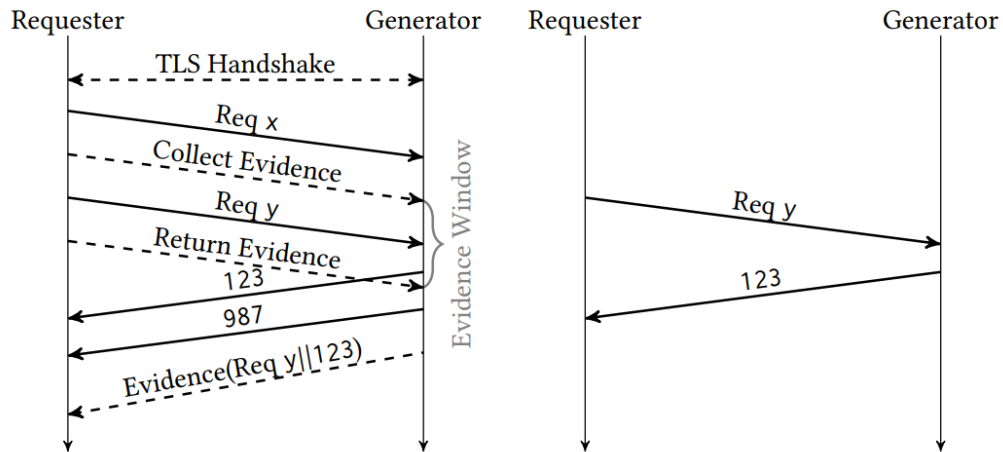 Requester
Generator
TLS Handshake
Req x
Collect Evidence
Req y
Return Evidence
123
987
Evidence(Req y||123)
Evidence Window
Requester
Generator
Req y
123